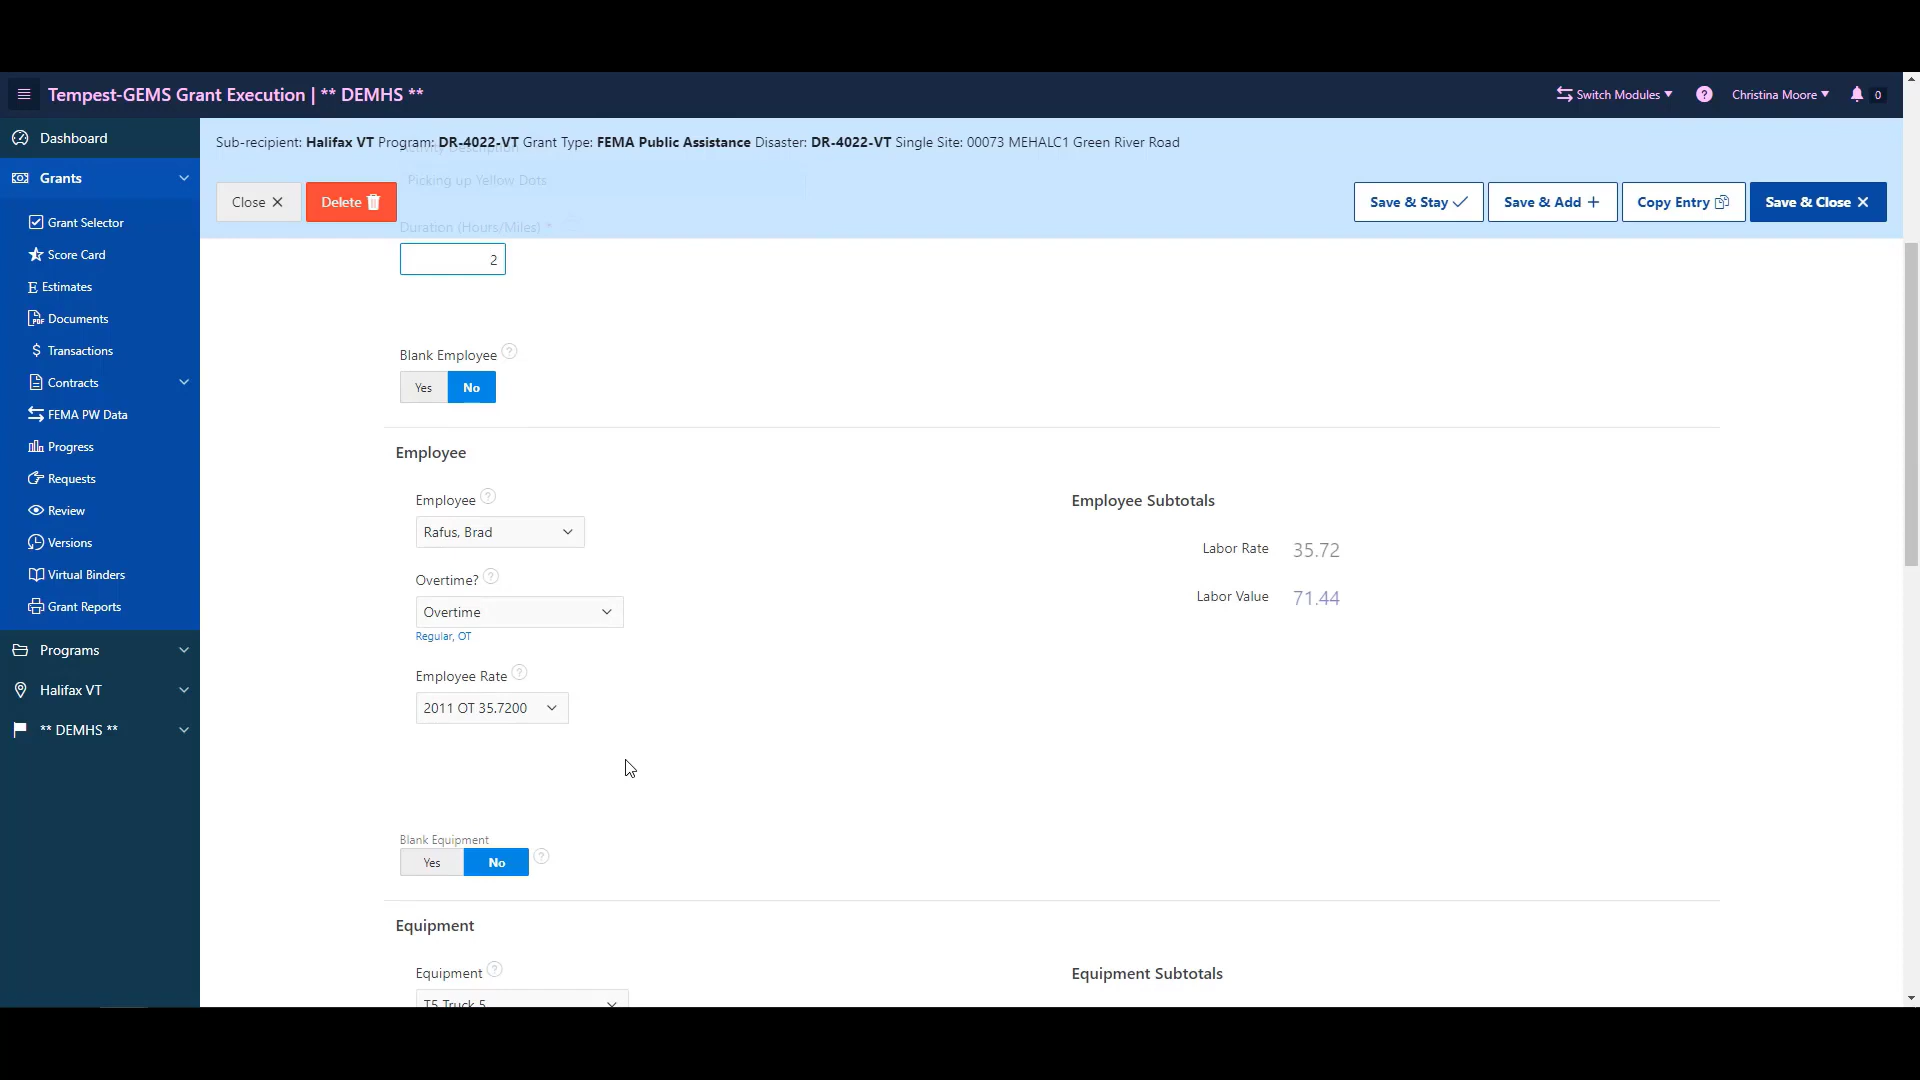 Tempest-GEMS Grant Execution | ** DEMHS **
Switch Modules
?
Christina Moore
0
Dashboard
Sub-recipient: Halifax VT Program: DR-4022-VT Grant Type: FEMA Public Assistance Disaster: DR-4022-VT Single Site: 00073 MEHALC1 Green River Road
Activity Description
Grants
Picking up Yellow Dots
Close
Delete
Save & Stay
Save & Add
Copy Entry
Save & Close
Grant Selector
Duration (Hours/Miles) *
2
Score Card
Estimates
Documents
Transactions
Contracts
FEMA PW Data
Progress
Requests
Review
Versions
Virtual Binders
Grant Reports
Programs
Halifax VT
** DEMHS **
Blank Employee ?
Yes
No
Employee
Employee ?
Rafus, Brad
Overtime? ?
Overtime
Regular, OT
Employee Rate ?
2011 OT 35.7200
Employee Subtotals
Labor Rate 35.72
Labor Value 71.44
Blank Equipment
Yes
No
?
Equipment
Equipment ?
T5 Truck 5
Equipment Subtotals